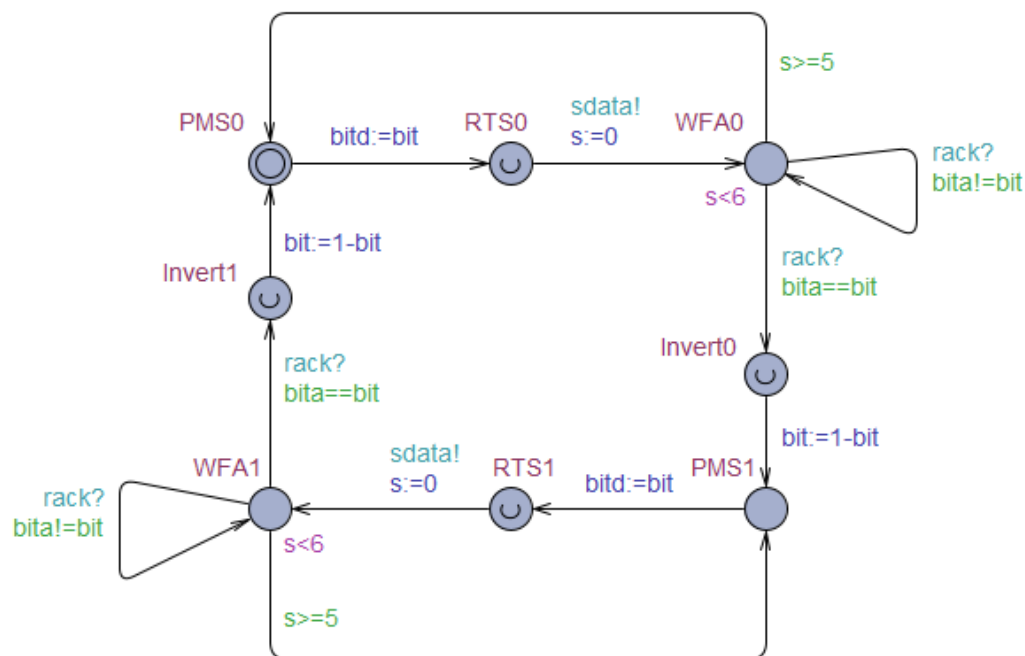 s>=5
sdata!
PMS0
RTS0
WFA0
bitd:=bit
s:=0
rack?
bita!=bit
s<6
bit:=1-bit
rack?
bita==bit
Invert1
Invert0
rack?
bita==bit
bit:=1-bit
sdata!
WFA1
RTS1
PMS1
s:=0
bitd:=bit
rack?
bita!=bit
s<6
s>=5